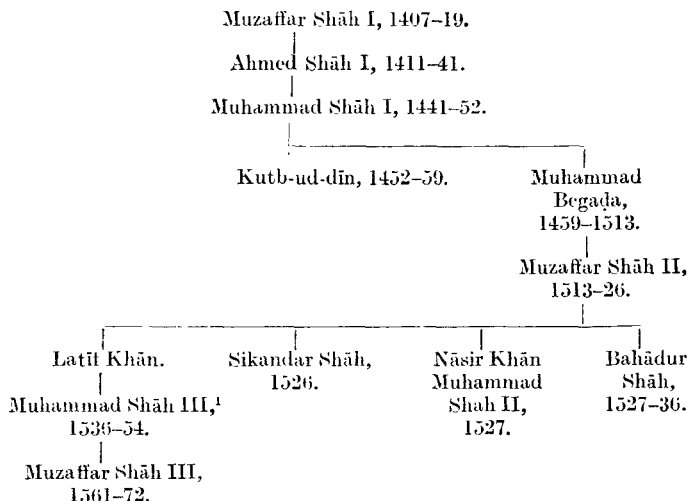 Muzaffar Shāh I, 1407–19.
Ahmed Shāh I, 1411–41.
Muhammad Shāh I, 1441–52.
Kutb-ud-dīn, 1452–59.
Muhammad
Begaḍa,
1459–1513.
Muzaffar Shāh II,
1513–26.
Latīf Khān.
Muhammad Shāh III,¹
1536–54.
Muzaffar Shāh III,
1561–72.
Sikandar Shāh,
1526.
Nāsir Khān
Muhammad
Shah II,
1527.
Bahādur
Shāh,
1527–36.